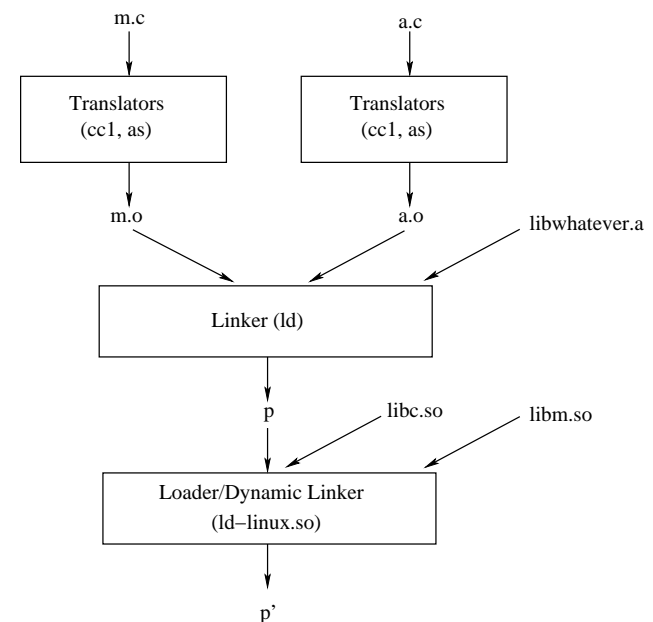 m.c
a.c
Translators
(cc1, as)
Translators
(cc1, as)
m.o
a.o
libwhatever.a
Linker (ld)
p
libc.so
libm.so
Loader/Dynamic Linker
(ld−linux.so)
p’